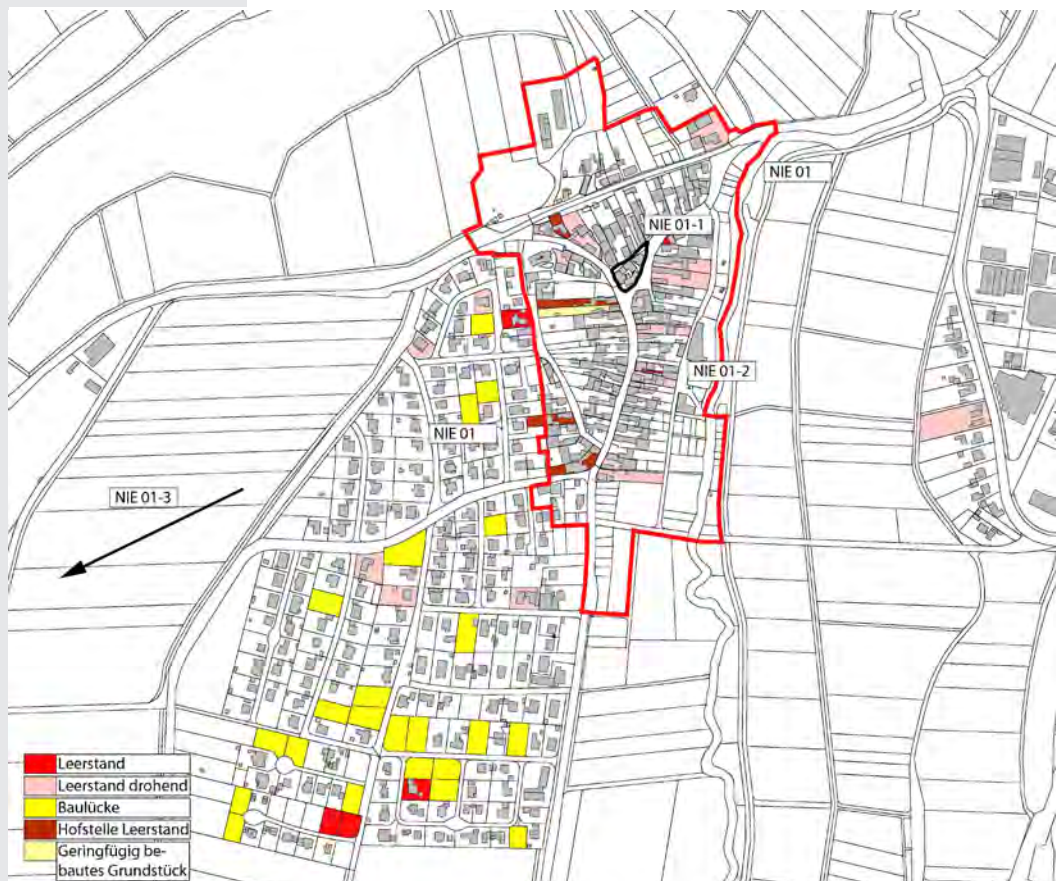 NIE 01
NIE 01-1
NIE 01-2
NIE 01
NIE 01-3
Leerstand
Leerstand drohend
Baulücke
Hofstelle Leerstand
Geringfügig be-
bautes Grundstück